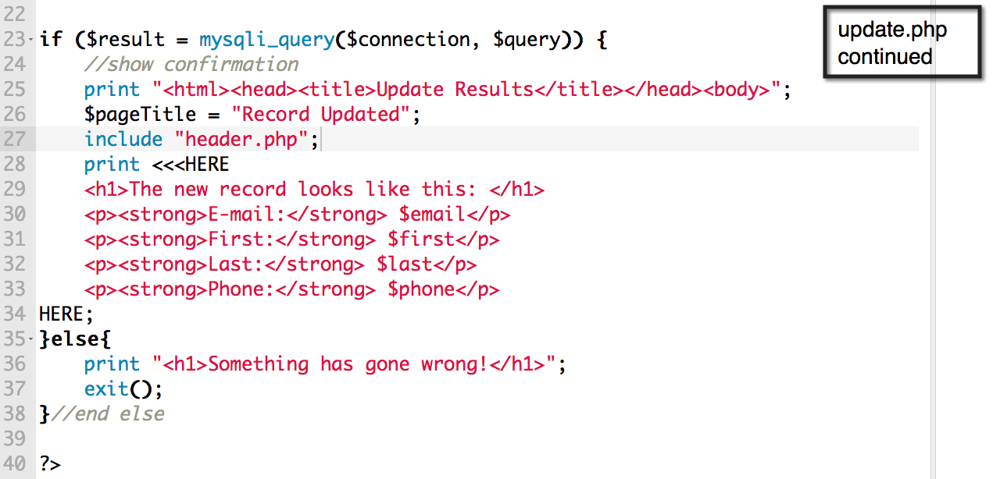 22
23 if ($result = mysqli_query($connection, $query)) {
24     //show confirmation
25     print "<html><head><title>Update Results</title></head><body>";
26     $pageTitle = "Record Updated";
27     include "header.php";
28     print <<<HERE
29     <h1>The new record looks like this: </h1>
30     <p><strong>E-mail:</strong> $email</p>
31     <p><strong>First:</strong> $first</p>
32     <p><strong>Last:</strong> $last</p>
33     <p><strong>Phone:</strong> $phone</p>
34 HERE;
35 }else{
36     print "<h1>Something has gone wrong!</h1>";
37     exit();
38 }//end else
39
40 ?>
update.php
continued